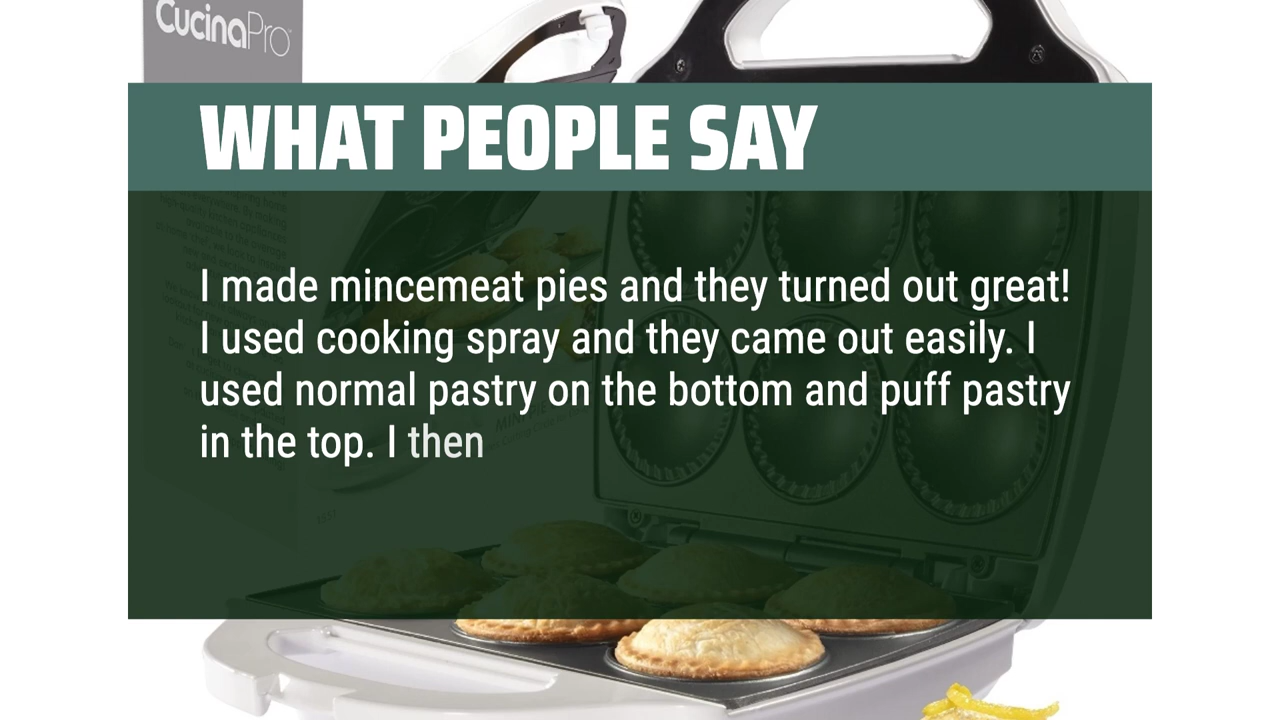 CucinaPro
WHAT PEOPLE SAY
I made mincemeat pies and they turned out great!
I used cooking spray and they came out easily. I
used normal pastry on the bottom and puff pastry
in the top. I then